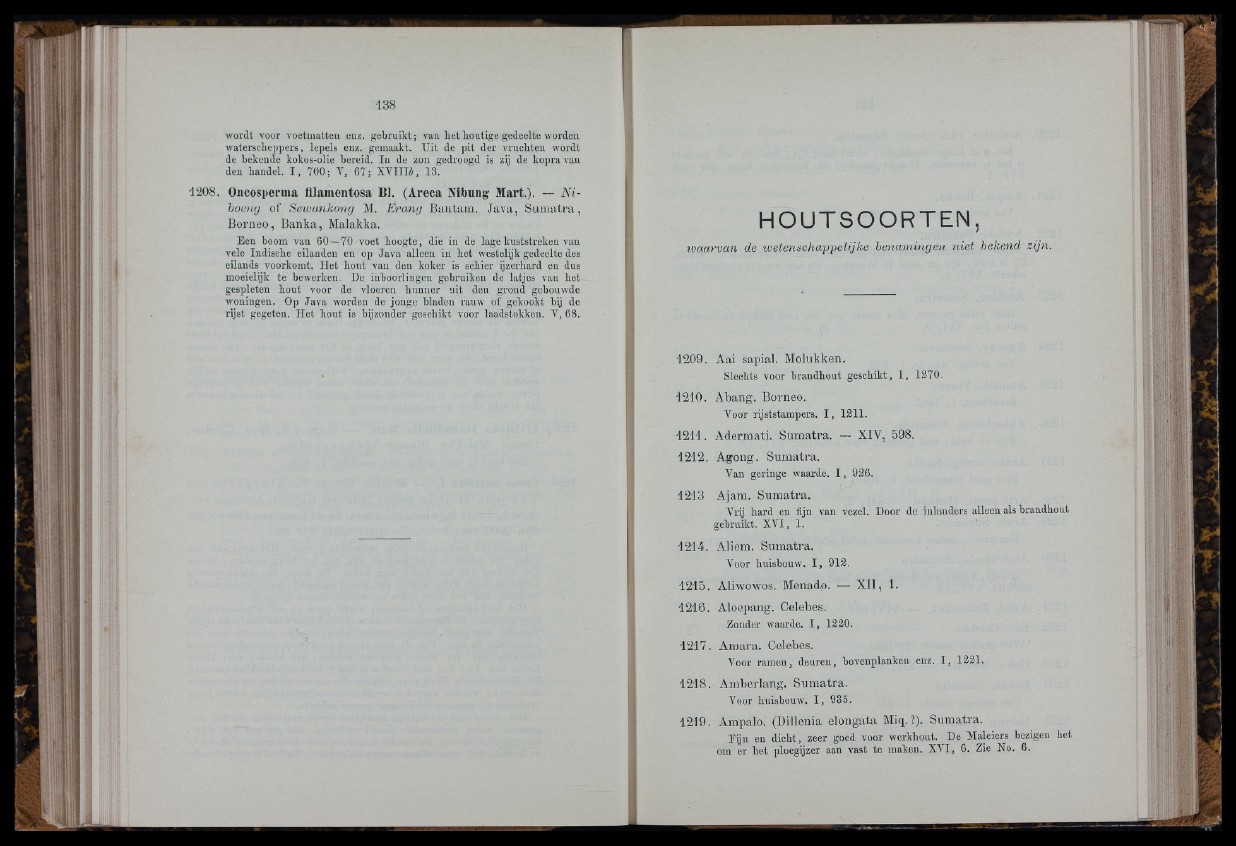 138
wordt voor voetmatten enz. gebruikt; van het houtige gedeelte worden
waterscheppers, lepels enz. gemaakt. Uit de pit der vruchten wordt
de bekende kokos-olie bereid. In de zon gedroogd is zij de kopra van
den handel. I, 700; V, 67; XVIIIb, 13.
1208. Oncosperma filamentosa Bl. (Areca Nibung Mart.). — Ni-
boeng of Sewankong M. Erang Bantam. Java, Sumatra,
Borneo, Banka, Malakka.
Een boom van 60—70 voet hoogte, die in de lage kuststreken van
vele Indische eilanden en op Java alleen in het westelijk gedeelte des
eilands voorkomt. Het hout van den koker is schier ijzerhard en dus
moeielijk te bewerken. De inboorlingen gebruiken de latjes van het
gespleten hout voor de vloeren hunner uit den grond gebouwde
woningen. Op Java worden de jonge bladen rauw of gekookt bij de
rijst gegeten. Het hout is bijzonder geschikt voor laadstokken. V, 68.
HOUTSOORTEN,
waarvan de wetenschappelijke benamingen niet bekend zijn.
1209. Aai sapial. Molukken.
Slechts voor brandhout geschikt, I, 1270.
1210. Abang. Borneo.
Voor rijststampers. I, 1211.
1211. Adermati. Sumatra. — XIV, 598.
1212. Agong. Sumatra.
Van geringe waarde. I, 926.
1213 Ajam. Sumatra.
Vrij hard en fijn van vezel. Door de inlanders alleen als brandhout
gebruikt. XVI, 1.
1214. Aliem. Sumatra.
Voor huisbouw. I, 912.
1215. Aliwowos. Menado. — XII, 1.
1216. Aloepang. Celebes.
Zonder waarde. I, 1220.
1217. Amara. Celebes.
Voor ramen, deuren, bovenplanken enz. I, 1221.
1218. Amberlang. Sumatra.
Voor huisbouw. I, 935.
1219. Ampalo. (Dillenia elongata Miq.?). Sumatra.
Fijn en dicht, zeer goed voor werkhout. De Maleiers bezigen het
om er het ploegijzer aan vast te maken. XVI, 6. Zie No. 6.